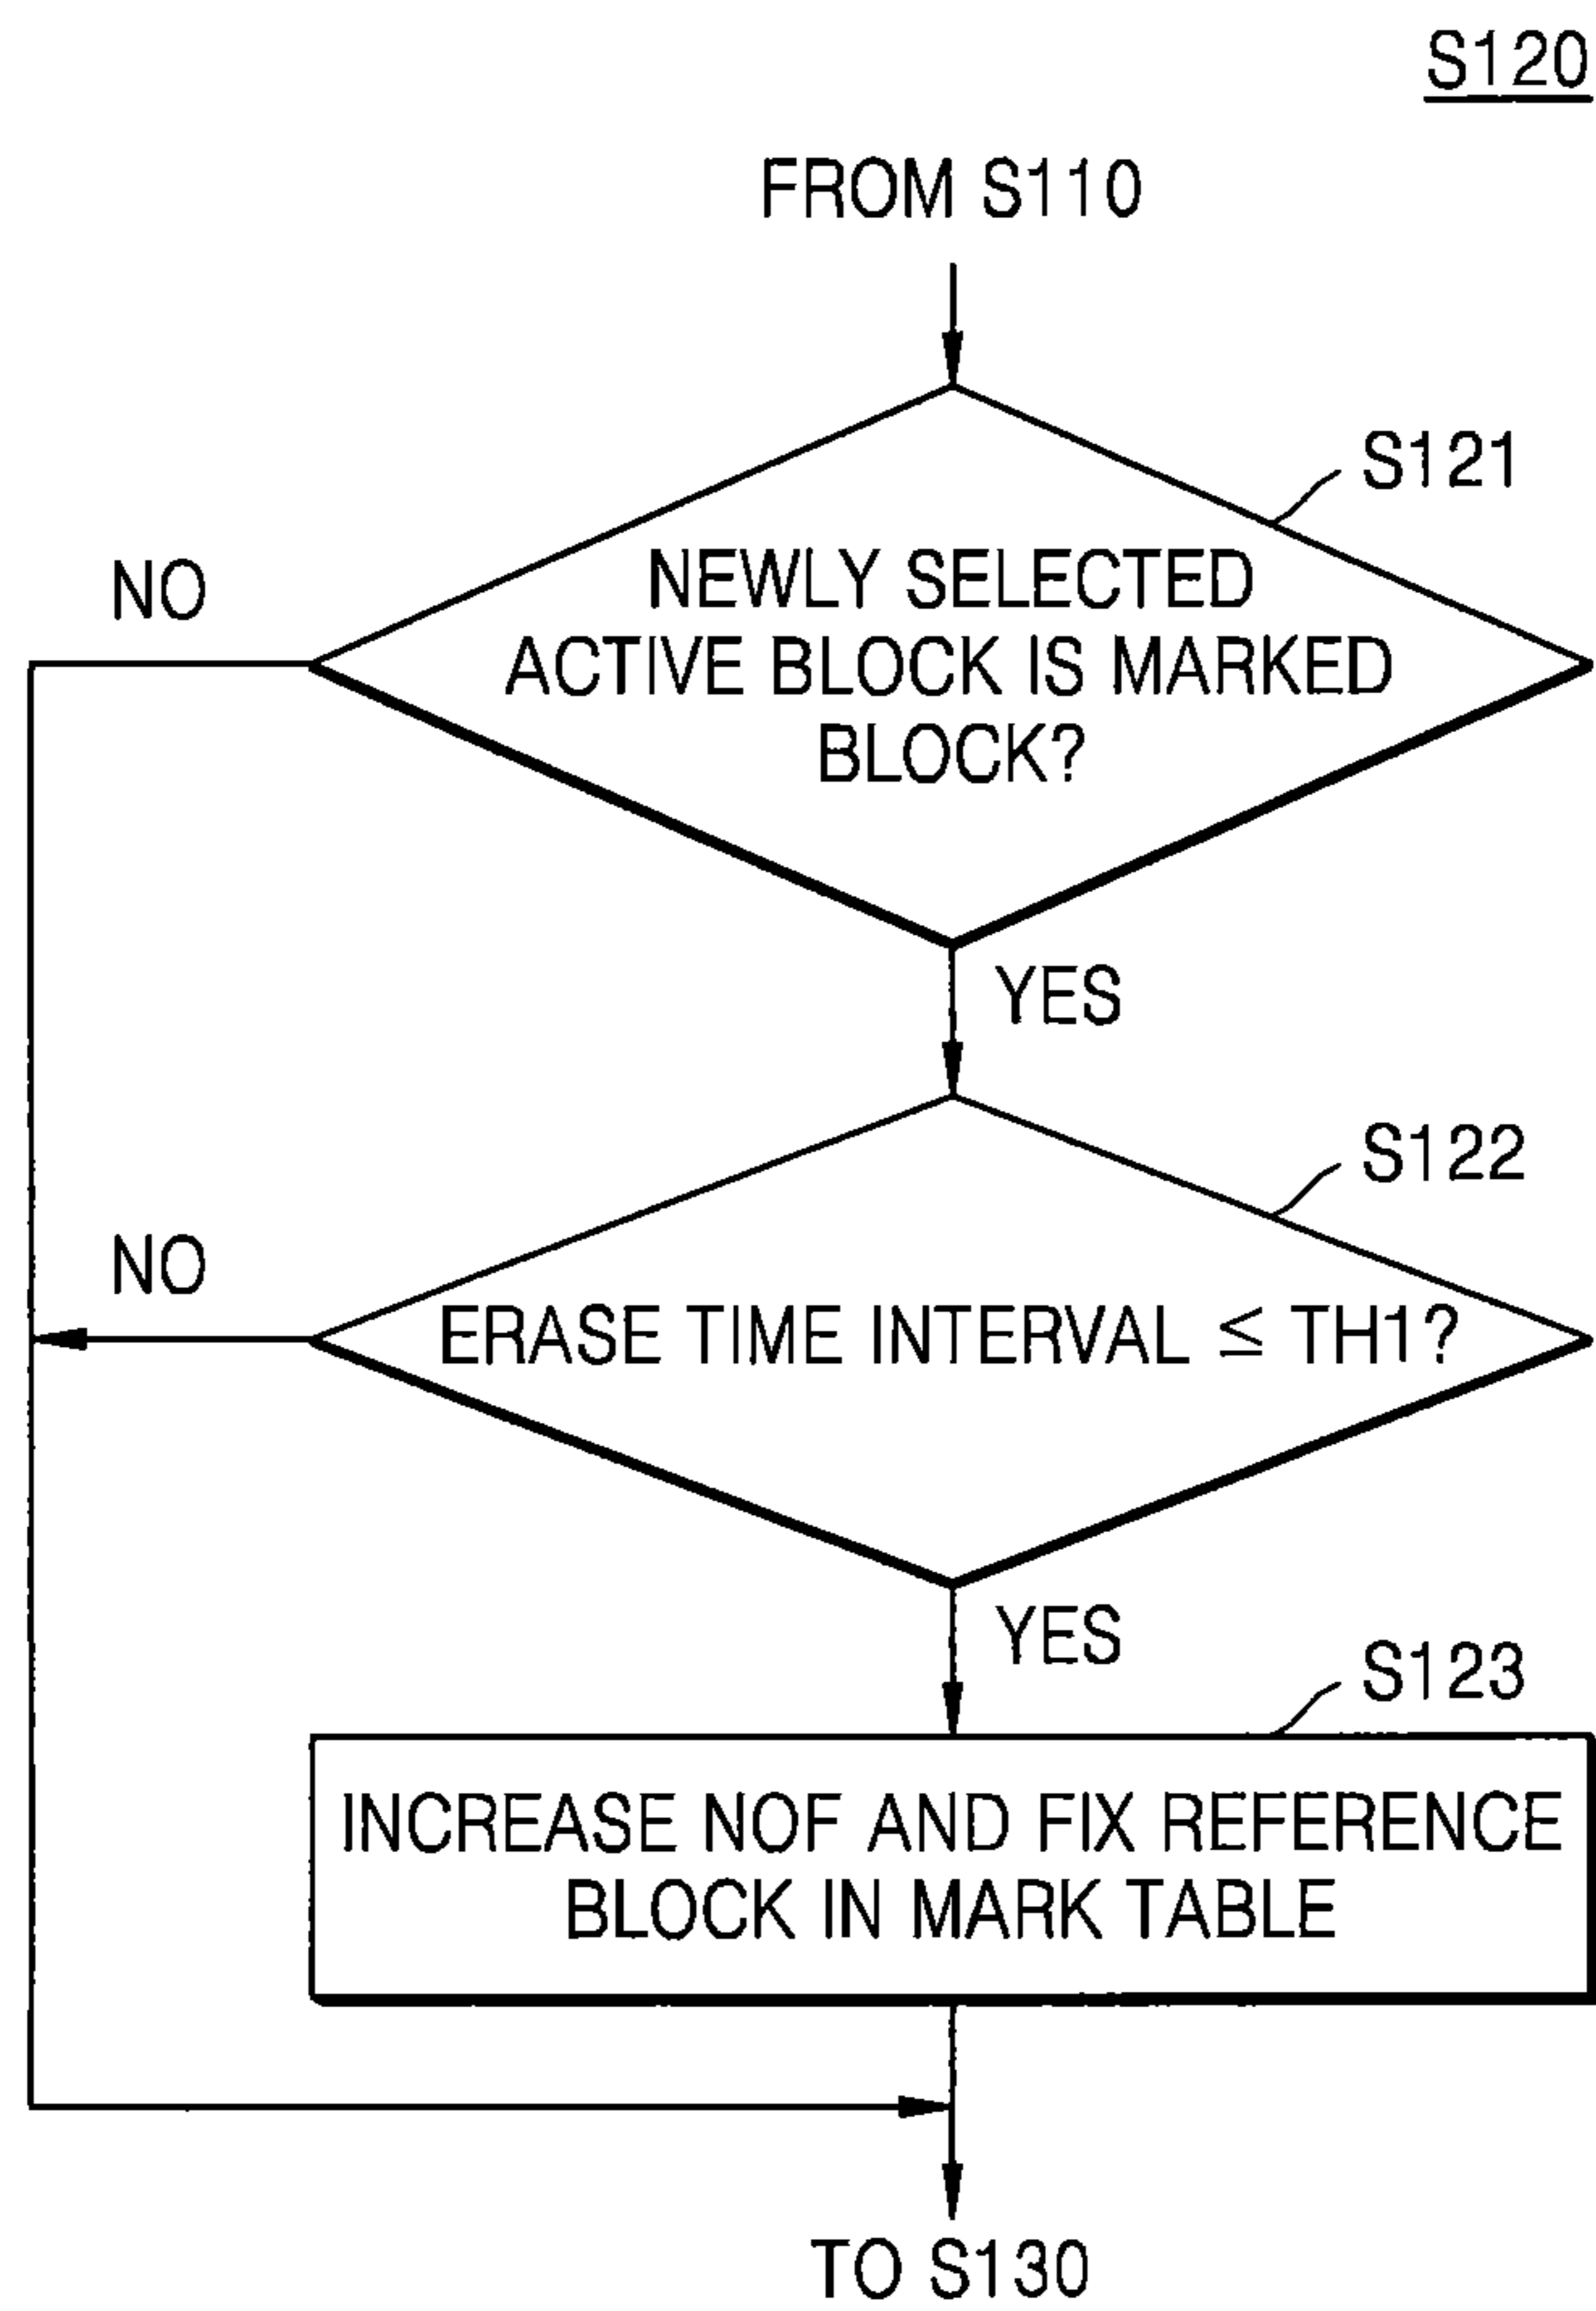 S120
FROM S110
S121
NO
NEWLY SELECTED
ACTIVE BLOCK IS MARKED
BLOCK?
YES
S122
NO
ERASE TIME INTERVAL ≤ TH1?
YES
S123
INCREASE NOF AND FIX REFERENCE
BLOCK IN MARK TABLE
TO S130